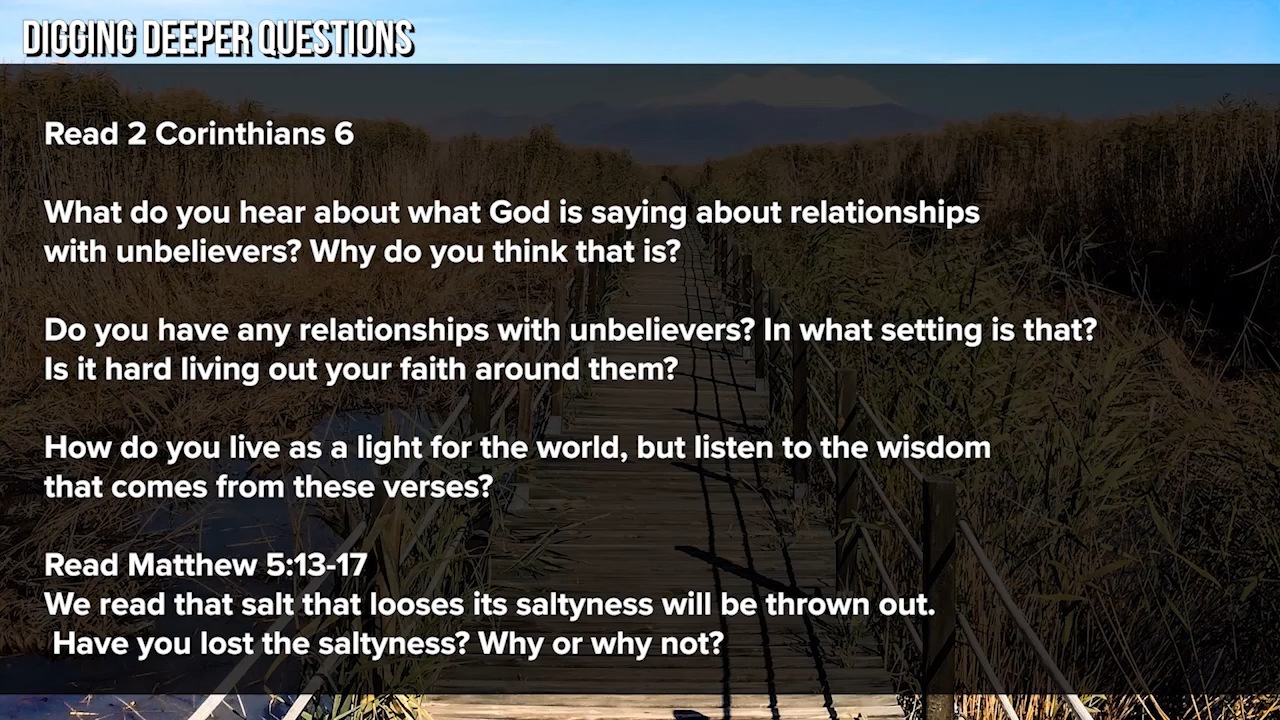 DIGGING DEEPER QUESTIONS
Read 2 Corinthians 6
What do you hear about what God is saying about relationships
with unbelievers? Why do you think that is?
Do you have any relationships with unbelievers? In what setting is that?
Is it hard living out your faith around them?
How do you live as a light for the world, but listen to the wisdom
that comes from these verses?
Read Matthew 5:13-17
We read that salt that looses its saltyness will be thrown out.
Have you lost the saltyness? Why or why not?